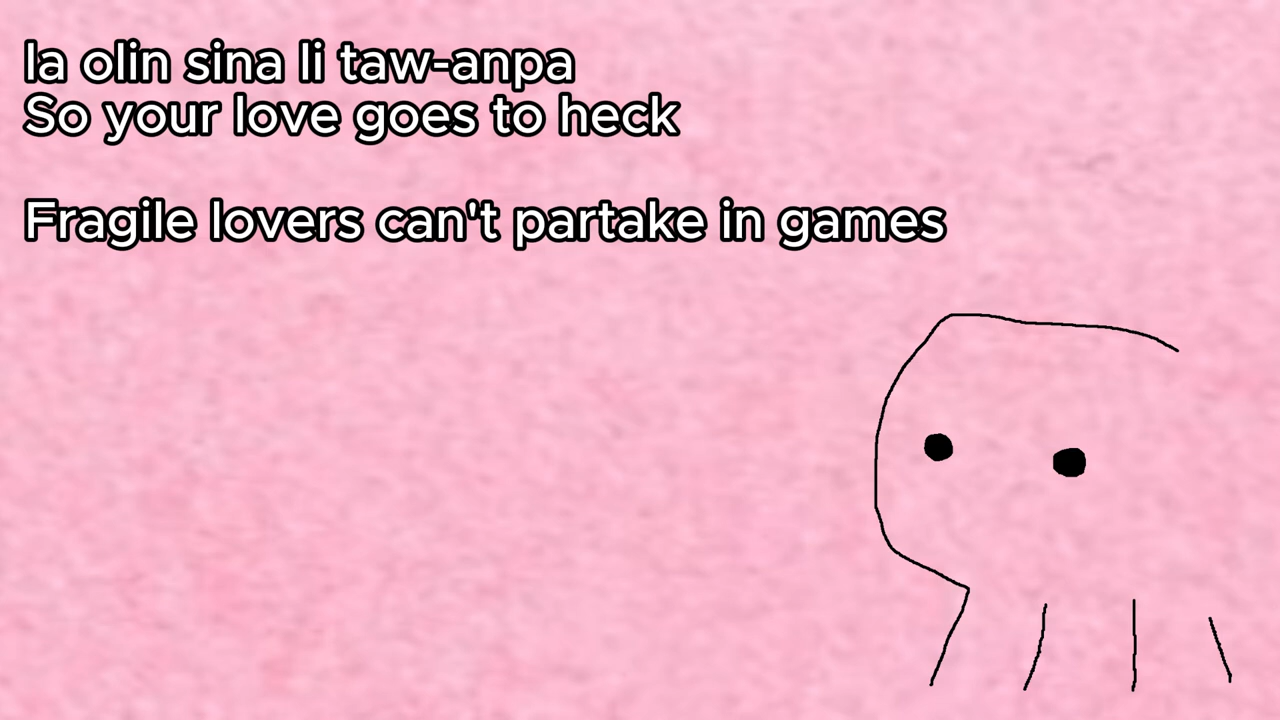 la olin sina li taw-anpa
So your love goes to heck
Fragile lovers can't partake in games